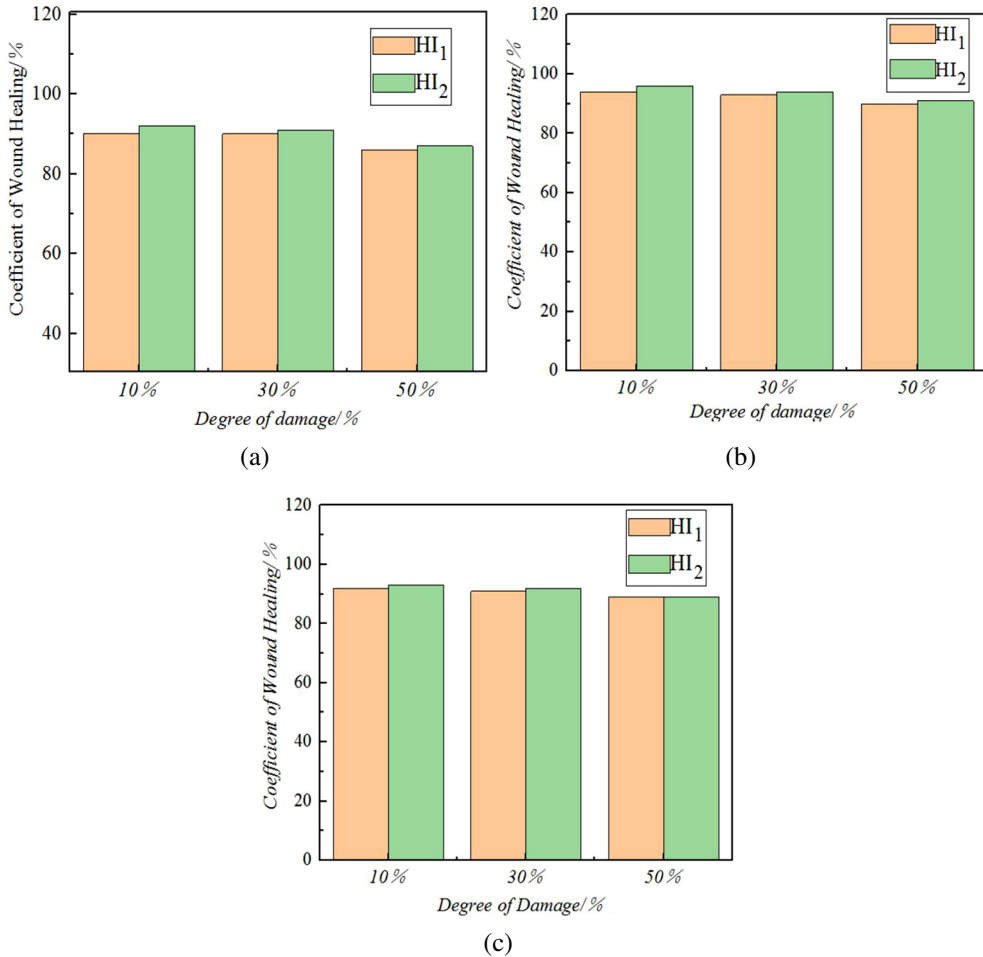 120
100
80
60
40
Coefficient of Wound Healing/%
HI1
HI2
10% 30% 50%
Degree of damage/%
(a)
120
100
80
60
40
20
0
Coefficient of Wound Healing/%
HI1
HI2
10% 30% 50%
Degree of damage/%
(b)
120
100
80
60
40
20
0
Coefficient of Wound Healing/%
HI1
HI2
10% 30% 50%
Degree of Damage/%
(c)